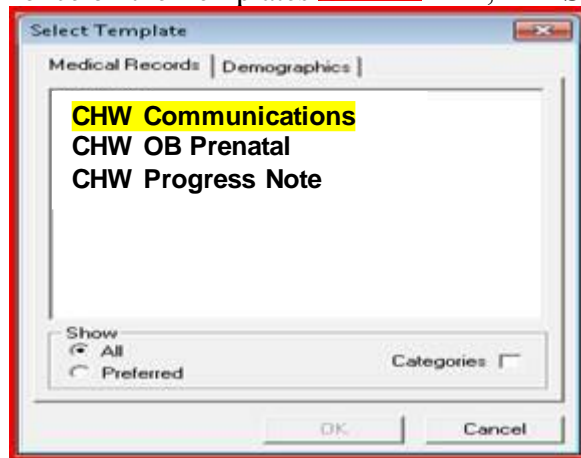 Select Template
Medical Records Demographics
CHW Communications
CHW OB Prenatal
CHW Progress Note
Show
All
Preferred
Categories
OK
Cancel